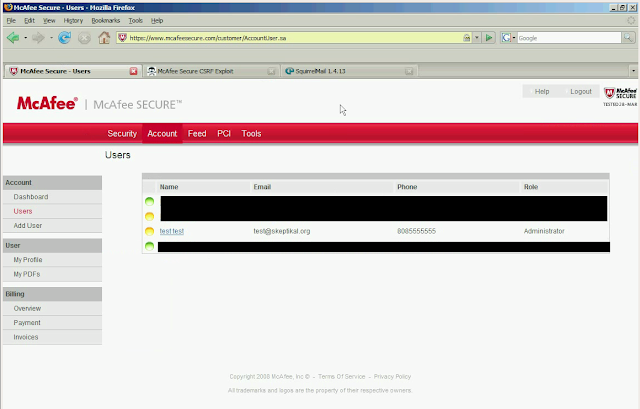 McAfee Secure - Users - Mozilla Firefox
File Edit View History Bookmarks Tools Help
https://www.mcafeesecure.com/customer/AccountUser.sa
Google
McAfee Secure - Users
McAfee Secure CSRF Exploit
SquirrelMail 1.4.13
McAfee® | McAfee SECURE™
Help Logout
McAfee SECURE
TESTED 28-MAR
Security Account Feed PCI Tools
Users
Account
Dashboard
Users
Add User
User
My Profile
My PDFs
Billing
Overview
Payment
Invoices
Name Email Phone Role
test test test@skeptikal.org 8085555555 Administrator
Copyright 2008 McAfee, Inc © - Terms Of Service - Privacy Policy
All trademarks and logos are the property of their respective owners.